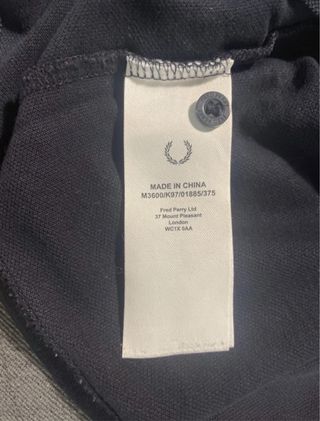 MADE IN CHINA
M3600/K97/01885/375
Fred Perry Ltd
37 Mount Pleasant
London
WC1X 0AA